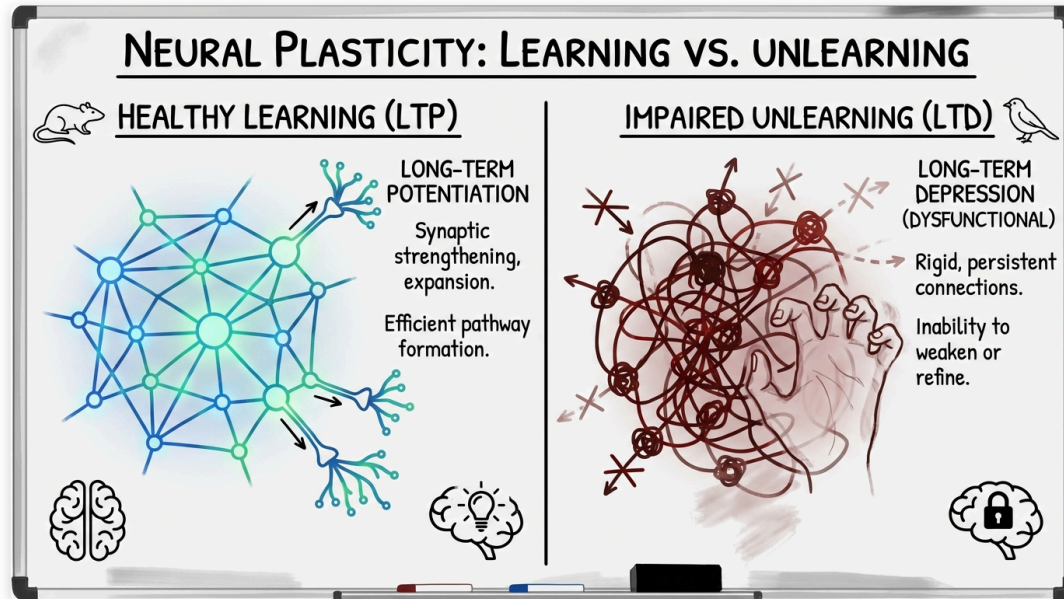 NEURAL PLASTICITY: LEARNING VS. UNLEARNING
HEALTHY LEARNING (LTP)
LONG-TERM
POTENTIATION
Synaptic
strengthening,
expansion.
Efficient pathway
formation.
IMPAIRED UNLEARNING (LTD)
LONG-TERM
DEPRESSION
(DYSFUNCTIONAL)
Rigid, persistent
connections.
Inability to
weaken or
refine.